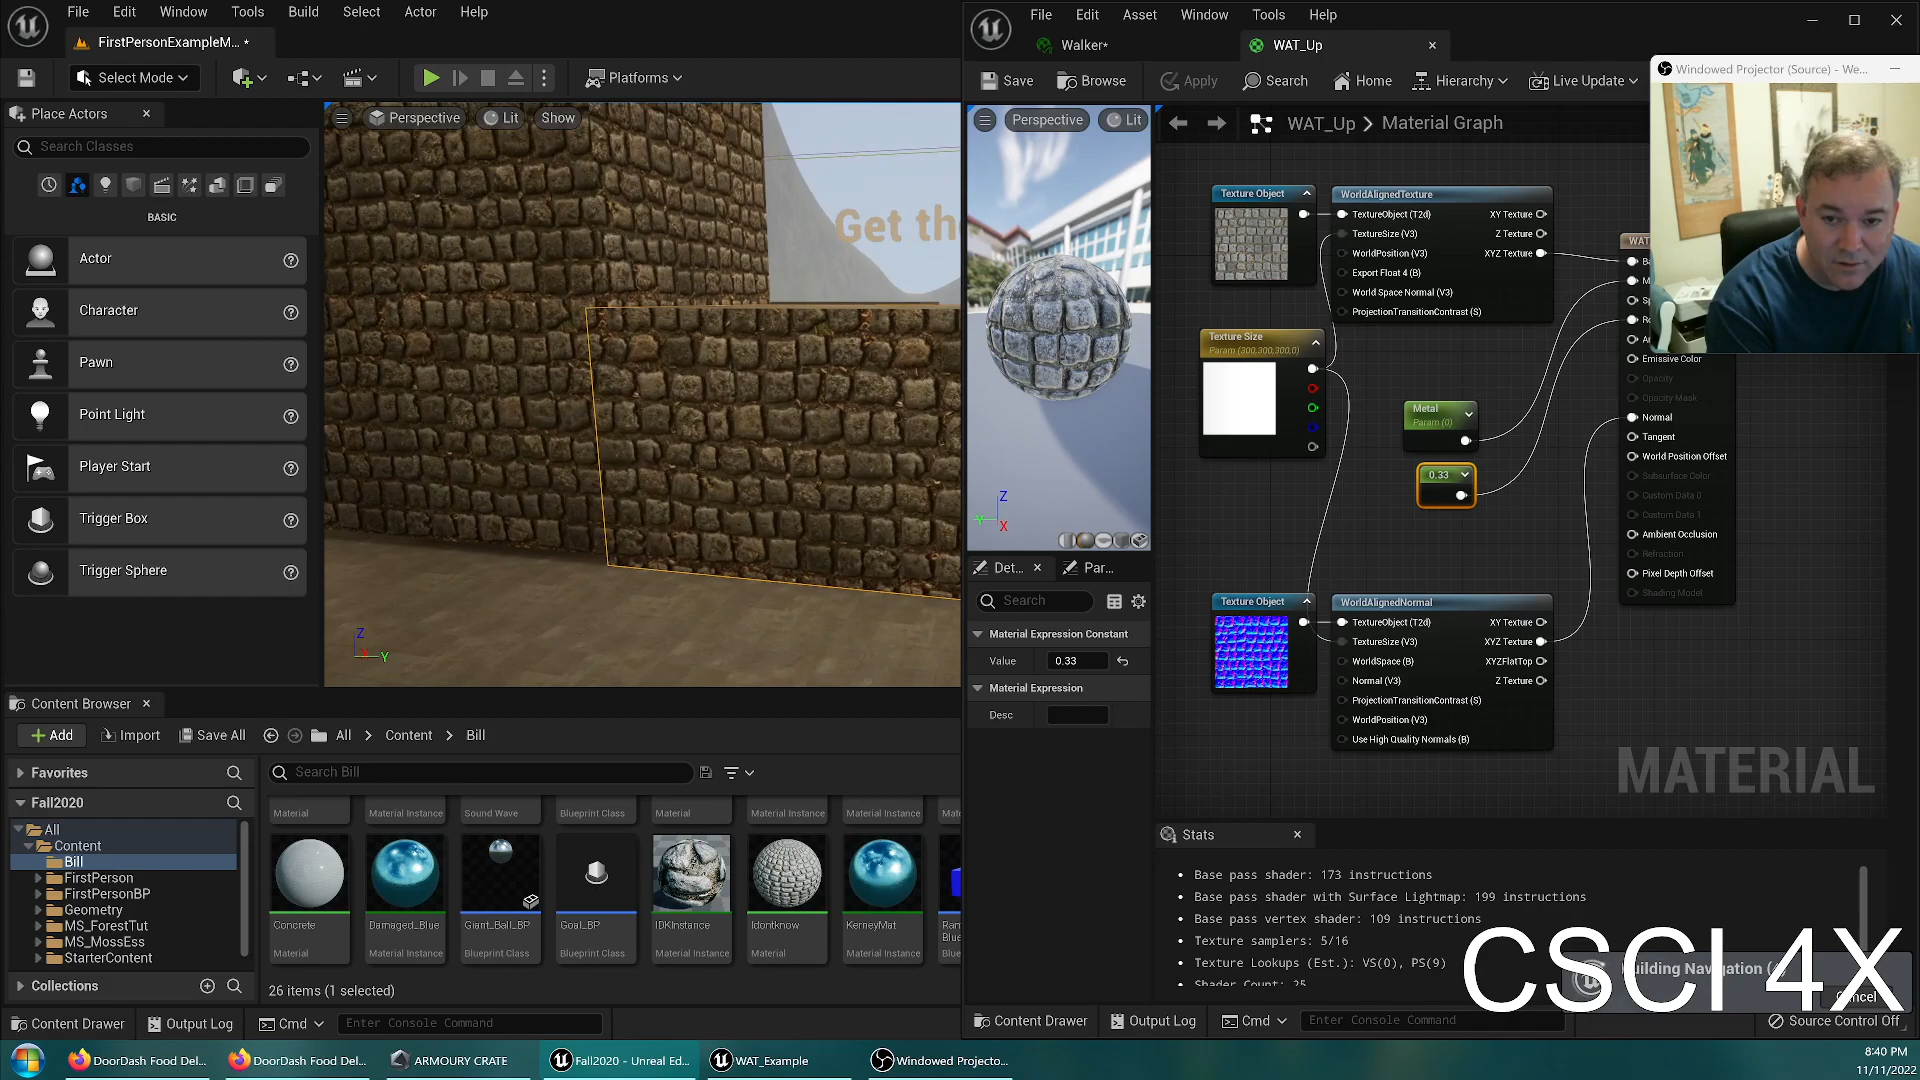 File Edit Window Tools Build Select Actor Help
FirstPersonExampleM... *
Select Mode
Platforms
Place Actors
Search Classes
BASIC
Actor
Character
Pawn
Point Light
Player Start
Trigger Box
Trigger Sphere
Perspective Lit Show
Get the
Z
Y
Content Browser
Add Import Save All All Content Bill
Favorites
Fall2020
All
Content
Bill
FirstPerson
FirstPersonBP
Geometry
MS_ForestTut
MS_MossEss
StarterContent
Collections
Search Bill
Material Material Instance Sound Wave Blueprint Class Material Material Instance Material Instance
Concrete Damaged_Blue Giant_Ball_BP Goal_BP IDKInstance Idontknow KerneyMat
Material Material Instance Blueprint Class Blueprint Class Material Instance Material Material Instance
26 items (1 selected)
Content Drawer Output Log Cmd Enter Console Command
File Edit Asset Window Tools Help
Walker* WAT_Up
Save Browse Apply Search Home Hierarchy Live Update
Perspective Lit
Z
Y
X
WAT_Up > Material Graph
Texture Object
WorldAlignedTexture
TextureObject (T2d) XY Texture
TextureSize (V3) Z Texture
WorldPosition (V3) XYZ Texture
Export Float 4 (B)
World Space Normal (V3)
ProjectionTransitionContrast (S)
Texture Size
Param (300,300,300,0)
Metal
Param (0)
0.33
Texture Object
WorldAlignedNormal
TextureObject (T2d) XY Texture
TextureSize (V3) XYZ Texture
WorldSpace (B) XYZFlatTop
Normal (V3) Z Texture
ProjectionTransitionContrast (S)
WorldPosition (V3)
Use High Quality Normals (B)
WAT
Emissive Color
Opacity
Opacity Mask
Normal
Tangent
World Position Offset
Subsurface Color
Custom Data 0
Custom Data 1
Ambient Occlusion
Refraction
Pixel Depth Offset
Shading Model
MATERIAL
Det... Par...
Search
Material Expression Constant
Value 0.33
Material Expression
Desc
Stats
Base pass shader: 173 instructions
Base pass shader with Surface Lightmap: 199 instructions
Base pass vertex shader: 109 instructions
Texture samplers: 5/16
Texture Lookups (Est.): VS(0), PS(9)
Shader Count: 25
Windowed Projector (Source) - We...
CSCI 4X
Building Navigation
Cancel
Content Drawer Output Log Cmd Enter Console Command Source Control Off
DoorDash Food Del... DoorDash Food Del... ARMOURY CRATE Fall2020 - Unreal Ed... WAT_Example Windowed Projecto...
8:40 PM
11/11/2022